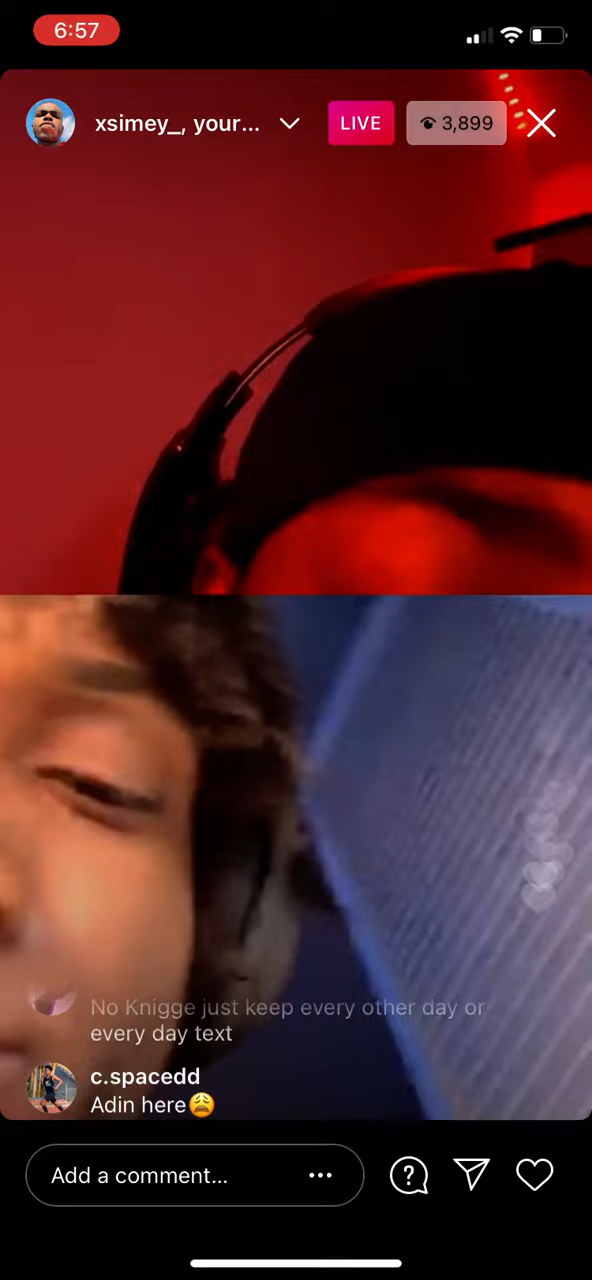 6:57
xsimey_, your...
LIVE
3,899
No Knigge just keep every other day or
every day text
c.spacedd
Adin here😩
Add a comment...